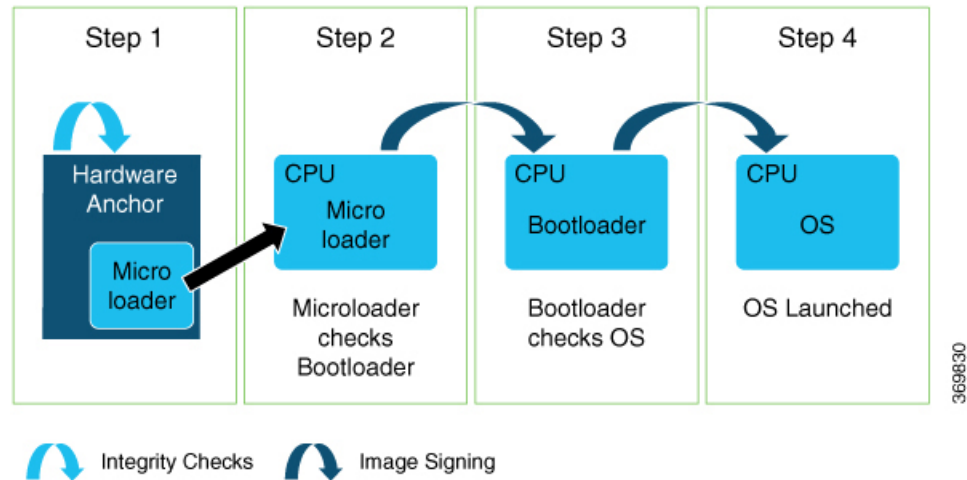 Step 1
Step 2
Step 3
Step 4
Hardware
Anchor
Micro
loader
CPU
Micro
loader
CPU
Bootloader
CPU
OS
Microloader
checks
Bootloader
Bootloader
checks OS
OS Launched
369830
Integrity Checks
Image Signing